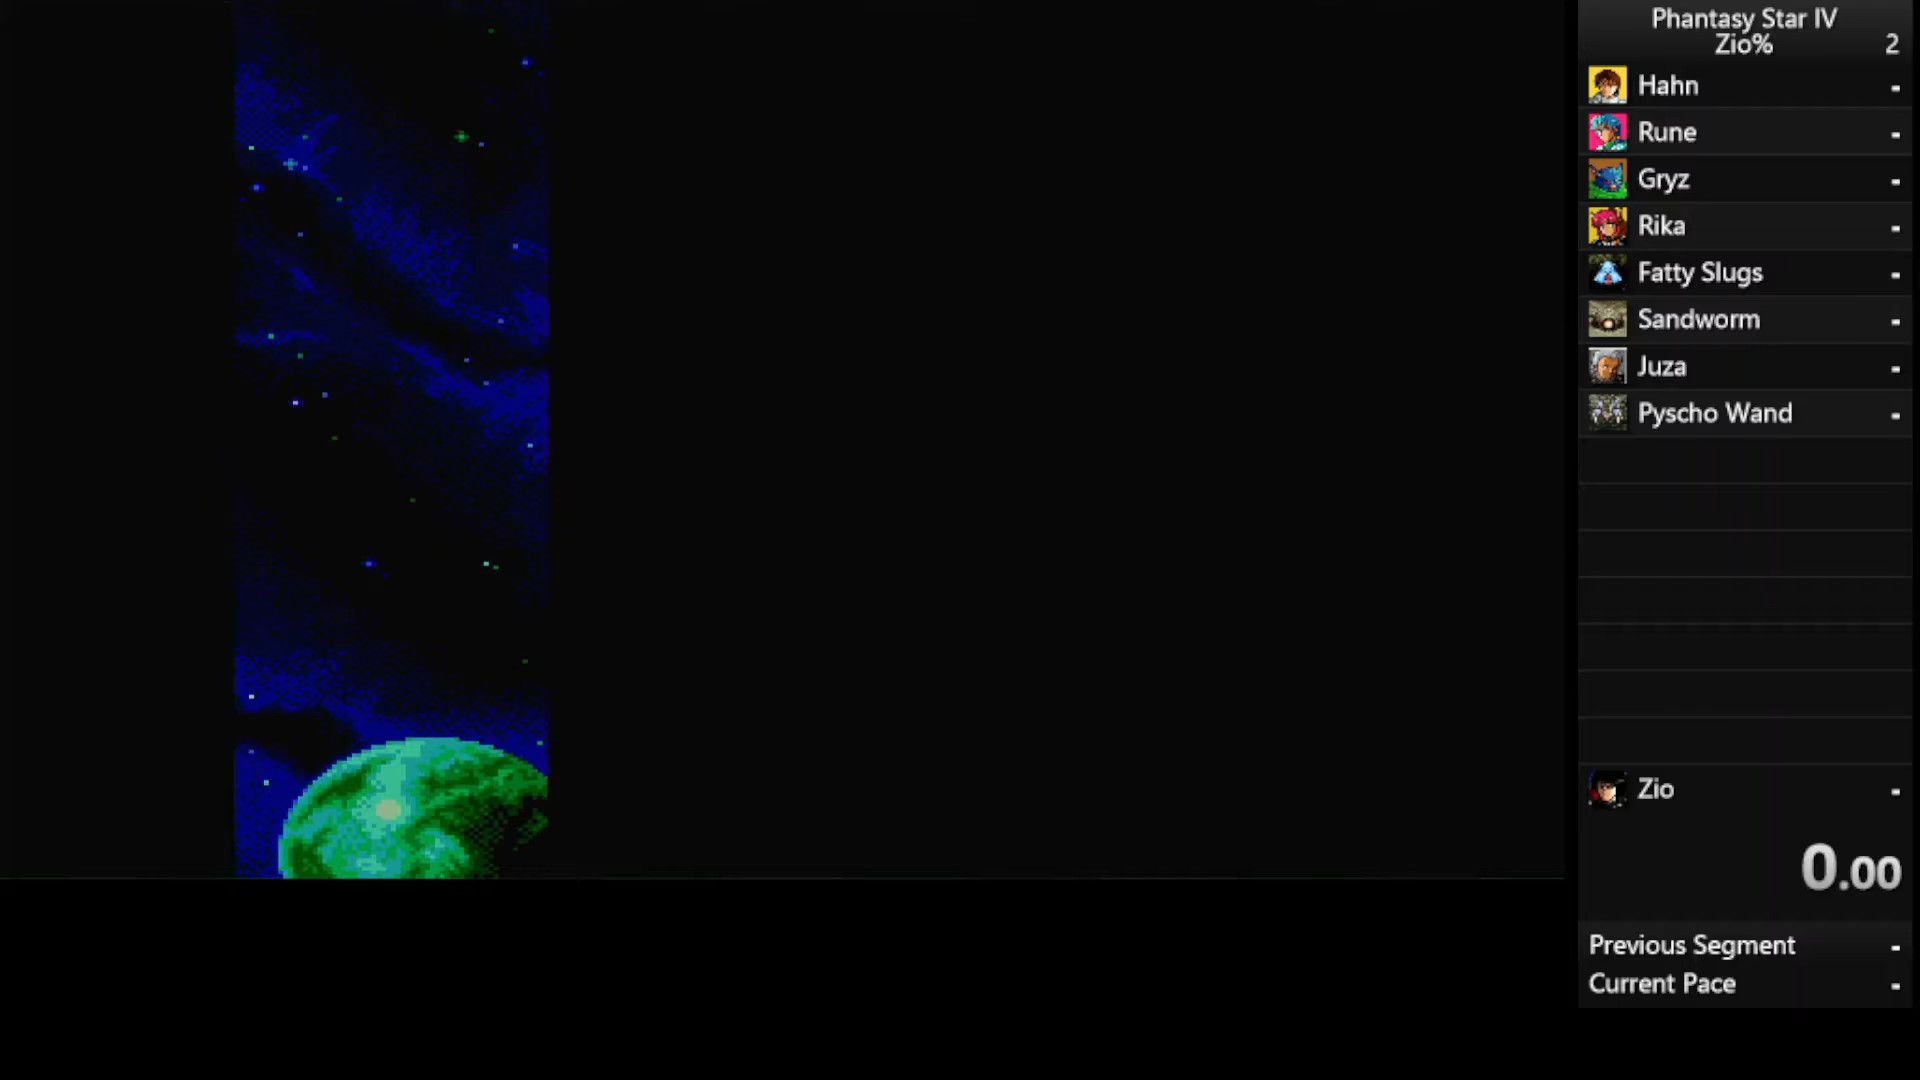 Phantasy Star IV
Zio% 2
Hahn -
Rune -
Gryz -
Rika -
Fatty Slugs -
Sandworm -
Juza -
Pyscho Wand -
Zio -
0.00
Previous Segment -
Current Pace -